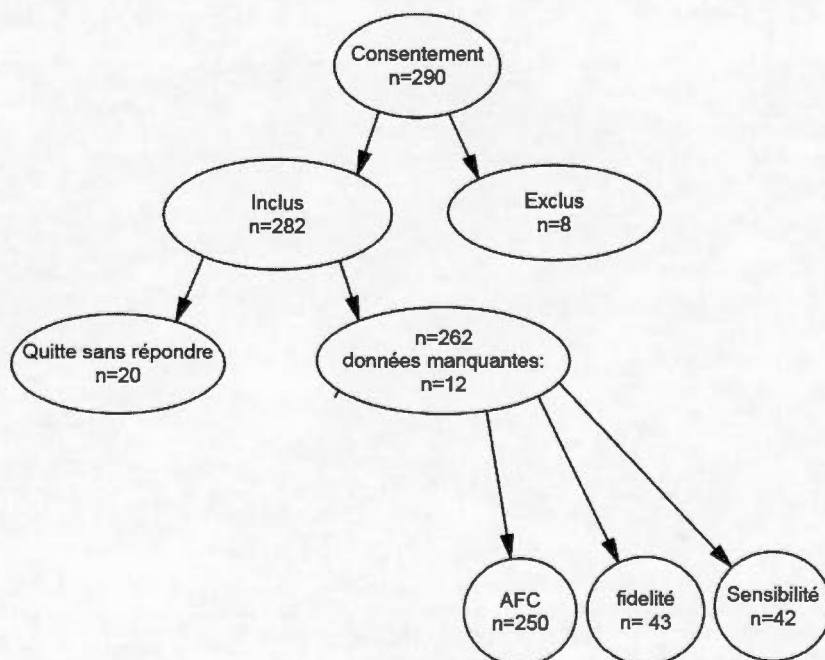 Consentement
n=290
Inclus
n=282
Exclus
n=8
Quitte sans répondre
n=20
n=262
données manquantes:
n=12
AFC
n=250
fidelité
n= 43
Sensibilité
n=42